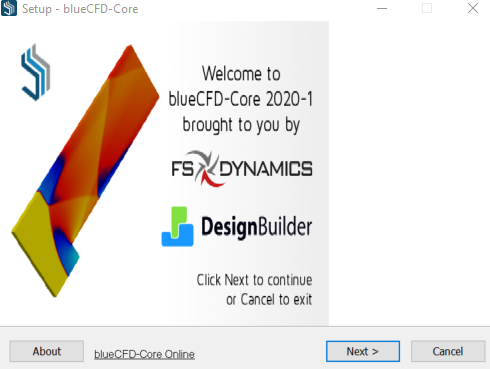 Setup - blueCFD-Core
Welcome to
blueCFD-Core 2020-1
brought to you by
FS DYNAMICS
DesignBuilder
Click Next to continue
or Cancel to exit
About
blueCFD-Core Online
Next >
Cancel